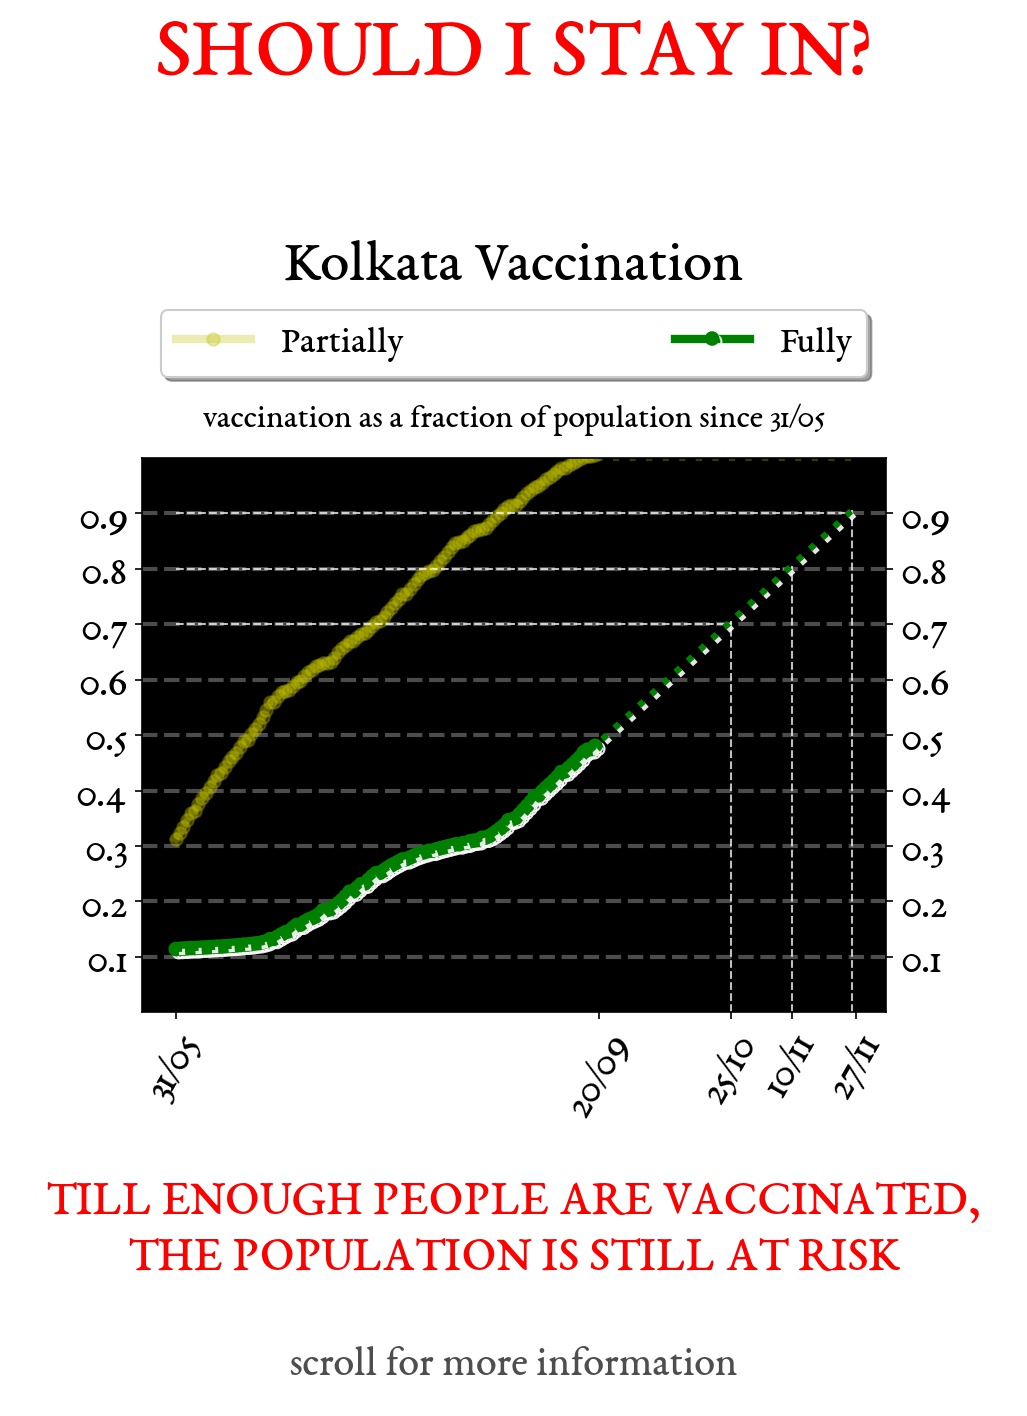 SHOULD I STAY IN?
Kolkata Vaccination
Partially Fully
vaccination as a fraction of population since 31/05
0.9 0.9
0.8 0.8
0.7 0.7
0.6 0.6
0.5 0.5
0.4 0.4
0.3 0.3
0.2 0.2
0.1 0.1
31/05 20/09 25/10 10/11 27/11
TILL ENOUGH PEOPLE ARE VACCINATED,
THE POPULATION IS STILL AT RISK
scroll for more information